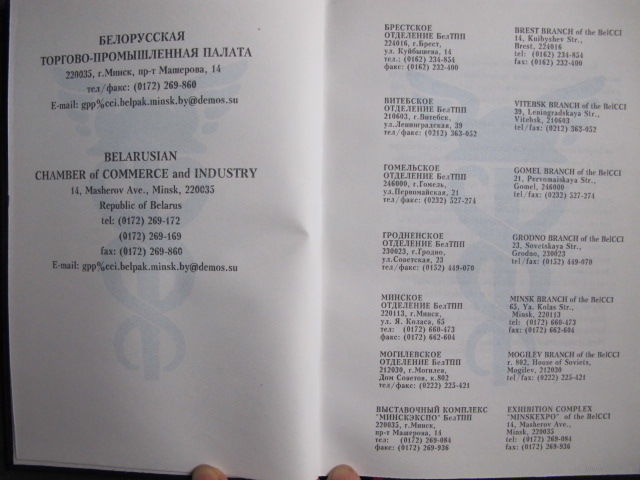 БЕЛОРУССКАЯ
ТОРГОВО-ПРОМЫШЛЕННАЯ ПАЛАТА
220035, г.Минск, пр-т Машерова, 14
тел/факс: (0172) 269-860
E-mail: gpp%cci.belpak.minsk.by@demos.su
BELARUSIAN
CHAMBER of COMMERCE and INDUSTRY
14, Masherov Ave., Minsk, 220035
Republic of Belarus
tel: (0172) 269-172
(0172) 269-169
fax: (0172) 269-860
E-mail: gpp%cci.belpak.minsk.by@demos.su
БРЕСТСКОЕ
ОТДЕЛЕНИЕ БелТПП
224016, г.Брест,
ул. Куйбышева, 14
тел.: (0162) 234-854
факс: (0162) 232-400
BREST BRANCH of the BelCCI
14, Kuibyshev Str.,
Brest, 224016
tel: (0162) 234-854
fax: (0162) 232-400
ВИТЕБСКОЕ
ОТДЕЛЕНИЕ БелТПП
210603, г.Витебск,
ул.Ленинградская, 39
тел/факс: (0212) 363-052
VITEBSK BRANCH of the BelCCI
39, Leningradskaya Str.,
Vitebsk, 210603
tel/fax: (0212) 363-052
ГОМЕЛЬСКОЕ
ОТДЕЛЕНИЕ БелТПП
246000, г.Гомель,
ул.Первомайская, 21
тел/факс: (0232) 527-274
GOMEL BRANCH of the BelCCI
21, Pervomaiskaya Str.,
Gomel, 246000
tel/fax: (0232) 527-274
ГРОДНЕНСКОЕ
ОТДЕЛЕНИЕ БелТПП
230023, г.Гродно,
ул.Советская, 23
тел/факс: (0152) 449-070
GRODNO BRANCH of the BelCCI
23, Sovetskaya Str.,
Grodno, 230023
tel/fax: (0152) 449-070
МИНСКОЕ
ОТДЕЛЕНИЕ БелТПП
220113, г.Минск,
ул. Я. Коласа, 65
тел: (0172) 660-473
факс: (0172) 662-604
MINSK BRANCH of the BelCCI
65, Ya. Kolas Str.,
Minsk, 220113
tel: (0172) 660-473
fax: (0172) 662-604
МОГИЛЕВСКОЕ
ОТДЕЛЕНИЕ БелТПП
212030, г.Могилев,
Дом Советов, к.802
тел/факс: (0222) 225-421
MOGILEV BRANCH of the BelCCI
r. 802, House of Soviets,
Mogilev, 212030
tel/fax: (0222) 225-421
ВЫСТАВОЧНЫЙ КОМПЛЕКС
"МИНСКЭКСПО" БелТПП
220035, г.Минск,
пр-т Машерова, 14
тел: (0172) 269-084
факс: (0172) 269-936
EXHIBITION COMPLEX
"MINSKEXPO" of the BelCCI
14, Masherov Ave.,
Minsk, 220035
tel: (0172) 269-084
fax: (0172) 269-936